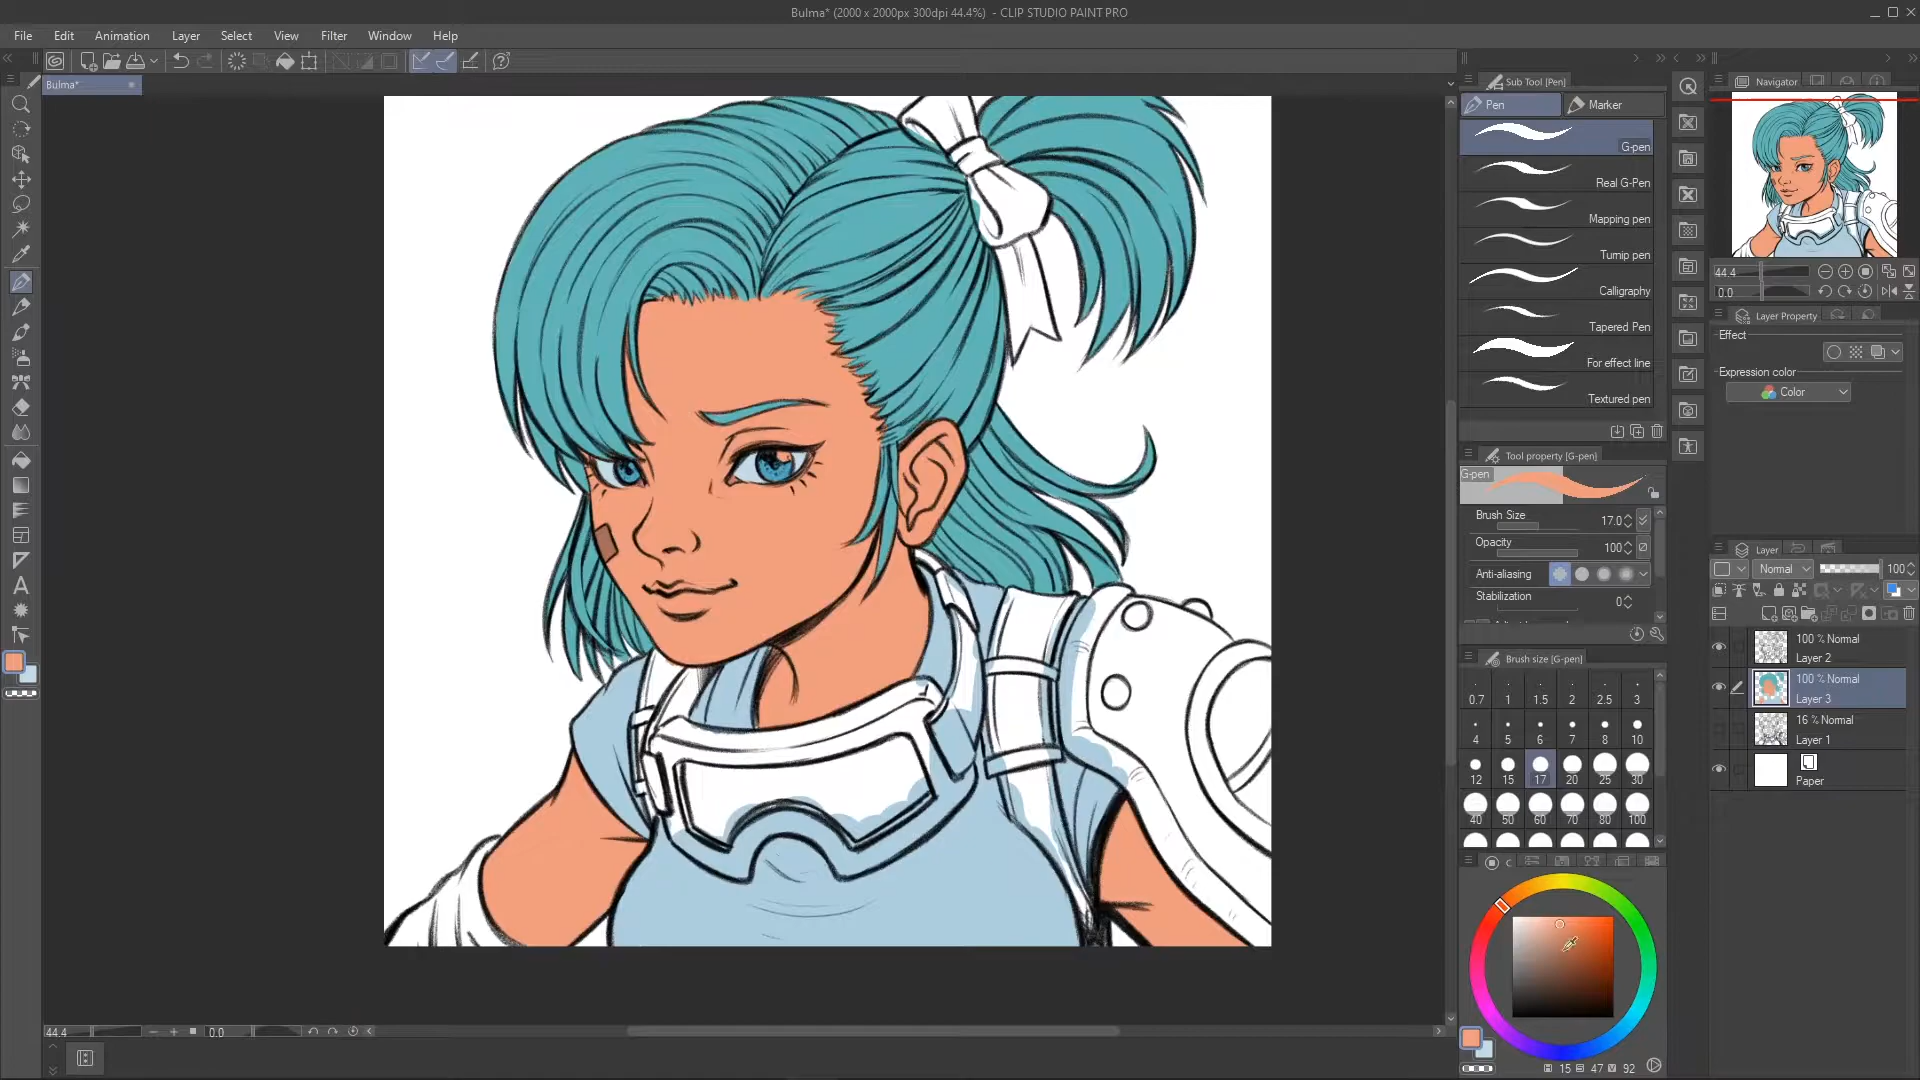 Bulma* (2000 x 2000px 300dpi 44.4%) - CLIP STUDIO PAINT PRO
File Edit Animation Layer Select View Filter Window Help
Bulma*
Sub Tool [Pen]
Pen Marker
G-pen
Real G-Pen
Mapping pen
Turnip pen
Calligraphy
Tapered Pen
For effect line
Textured pen
Tool property [G-pen]
G-pen
Brush Size 17.0
Opacity 100
Anti-aliasing
Stabilization 0
Brush size [G-pen]
0.7 1 1.5 2 2.5 3
4 5 6 7 8 10
12 15 17 20 25 30
40 50 60 70 80 100
C
15 47 92
Navigator
44.4
0.0
Layer Property
Effect
Expression color
Color
Layer
Normal 100
100 % Normal
Layer 2
100 % Normal
Layer 3
16 % Normal
Layer 1
Paper
44.4 0.0
A